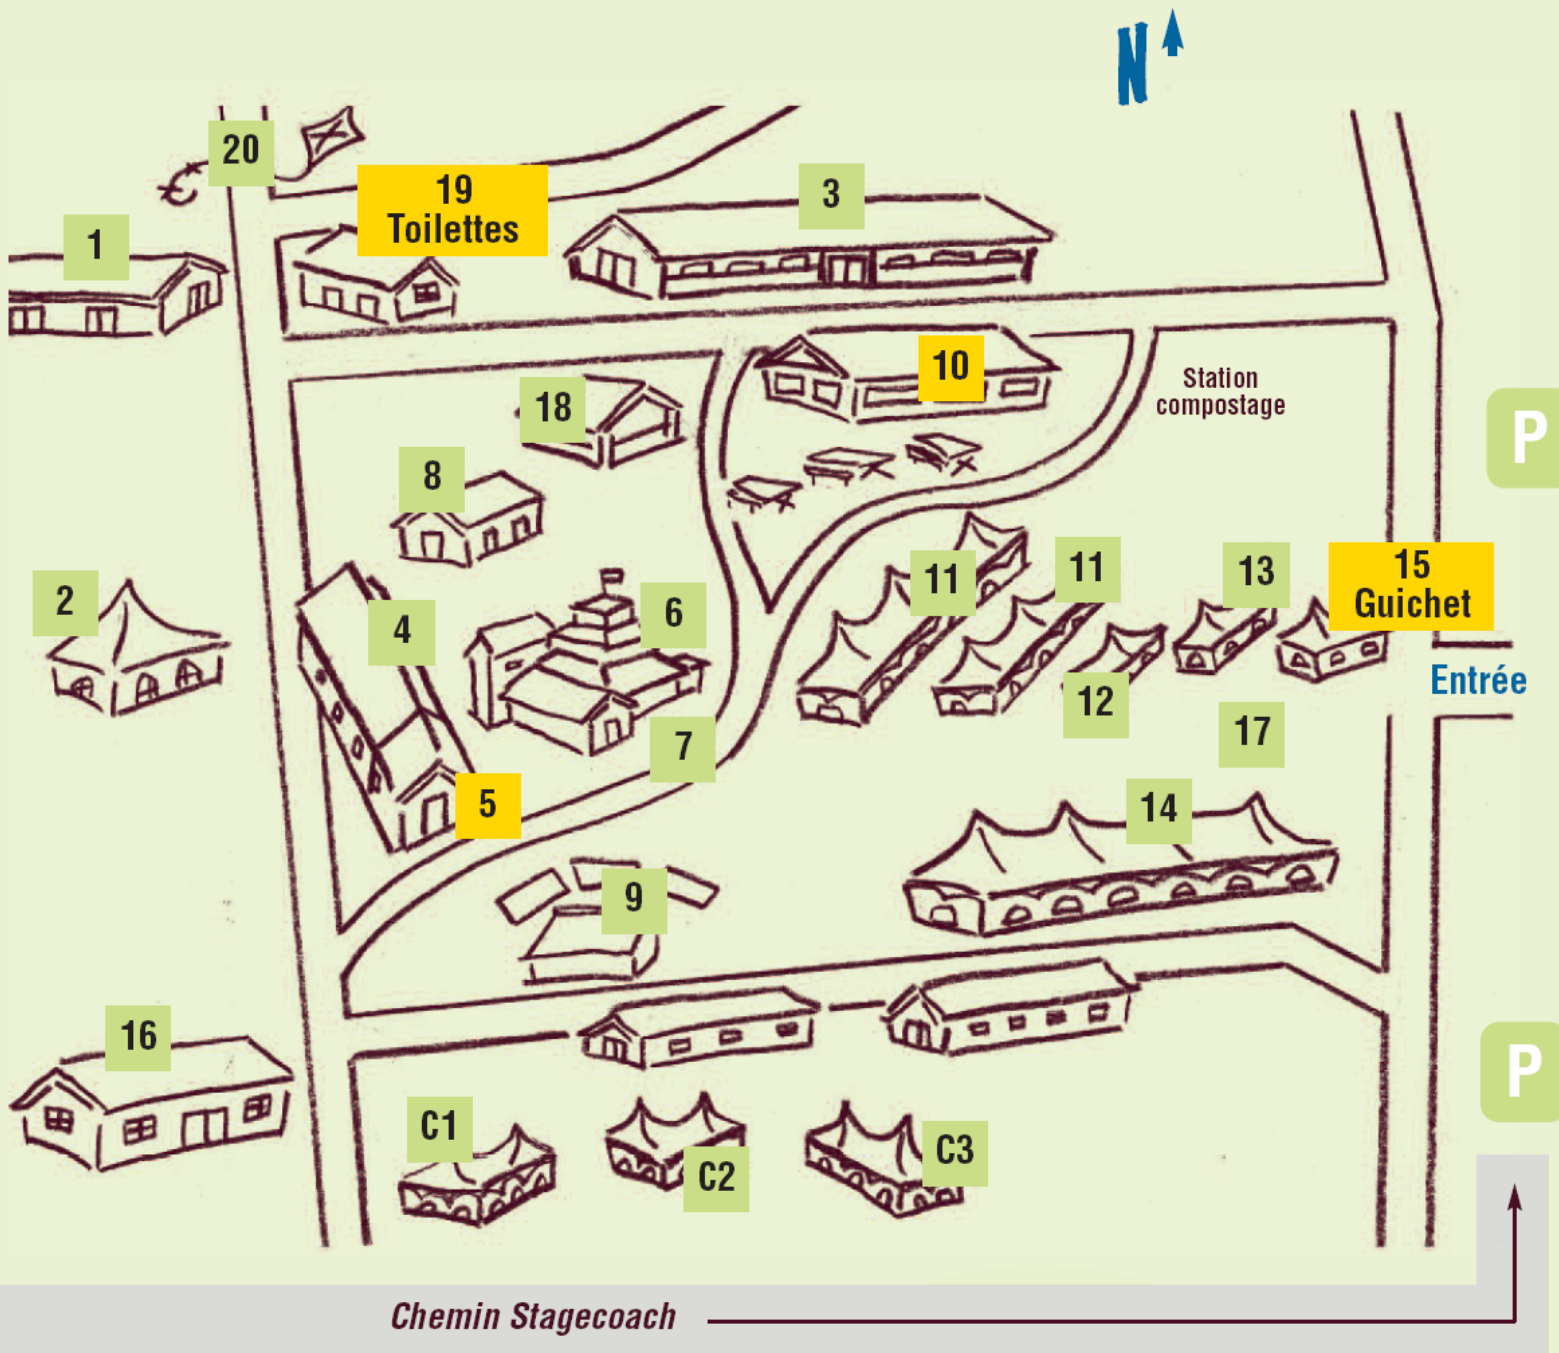 N
20
19
Toilettes
3
1
10
Station
compostage
18
P
8
11
11
13
15
Guichet
2
4
6
Entrée
12
7
17
5
14
9
16
P
C1
C2
C3
Chemin Stagecoach